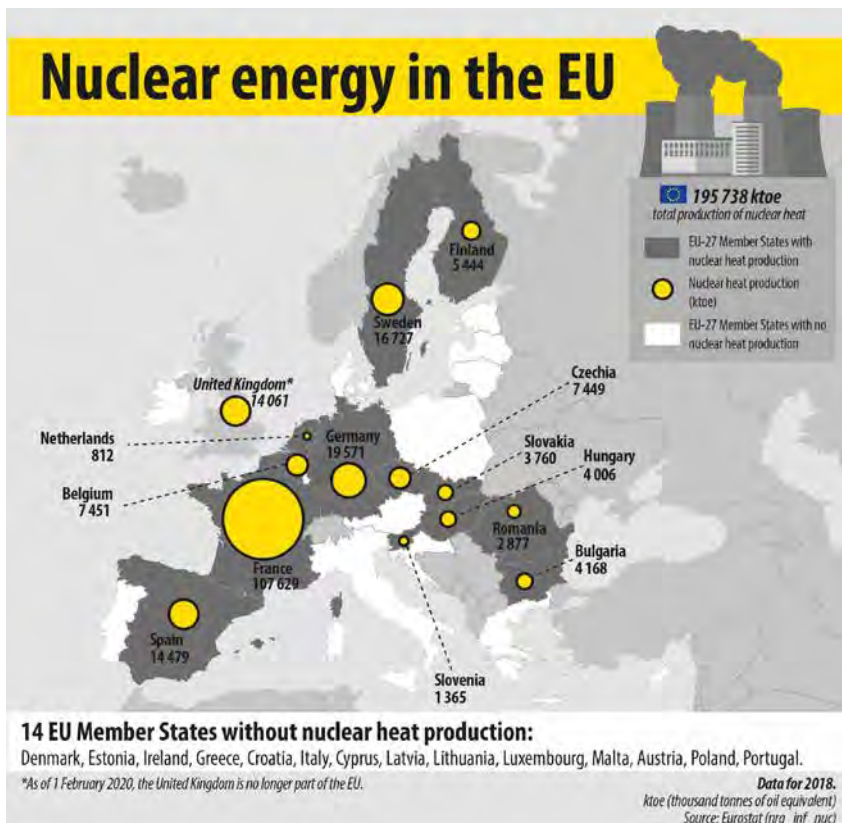 Nuclear energy in the EU
195 738 ktoe
total production of nuclear heat
EU-27 Member States with
nuclear heat production
Nuclear heat production
(ktoe)
EU-27 Member States with no
nuclear heat production
Finland
5 444
Sweden
16 727
United Kingdom*
14 061
Czechia
7 449
Netherlands
812
Germany
19 571
Slovakia
3 760
Hungary
4 006
Belgium
7 451
Romania
2 877
Bulgaria
4 168
France
107 629
Spain
14 479
Slovenia
1 365
14 EU Member States without nuclear heat production:
Denmark, Estonia, Ireland, Greece, Croatia, Italy, Cyprus, Latvia, Lithuania, Luxembourg, Malta, Austria, Poland, Portugal.
*As of 1 February 2020, the United Kingdom is no longer part of the EU.
Data for 2018.
ktoe (thousand tonnes of oil equivalent)
Source: Eurostat (nrg_inf_nuc)